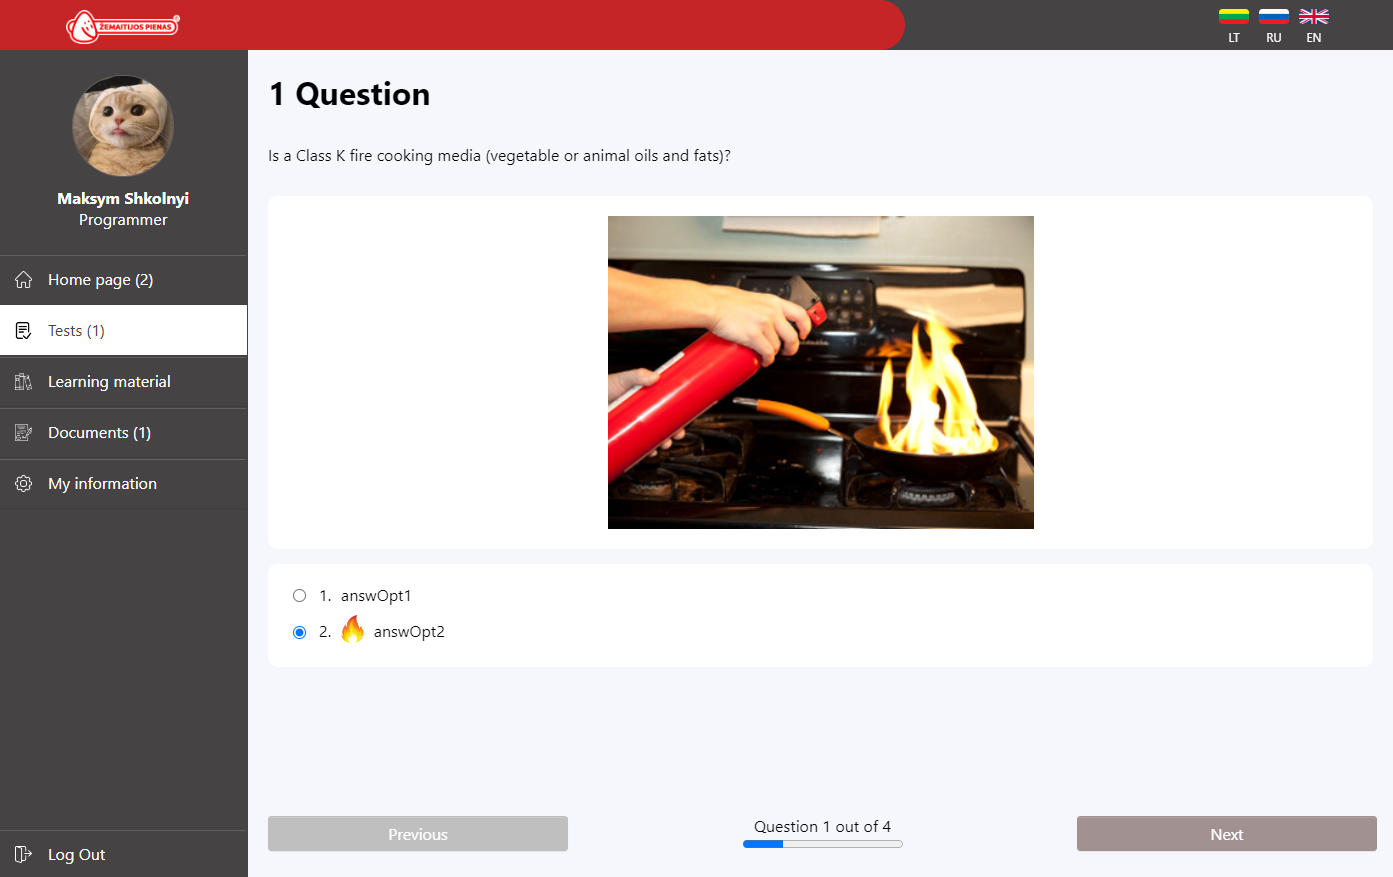 ŽEMAITIJOS PIENAS®
LT
RU
EN
Maksym Shkolnyi
Programmer
Home page (2)
Tests (1)
Learning material
Documents (1)
My information
Log Out
1 Question
Is a Class K fire cooking media (vegetable or animal oils and fats)?
1. answOpt1
2. answOpt2
Previous
Question 1 out of 4
Next